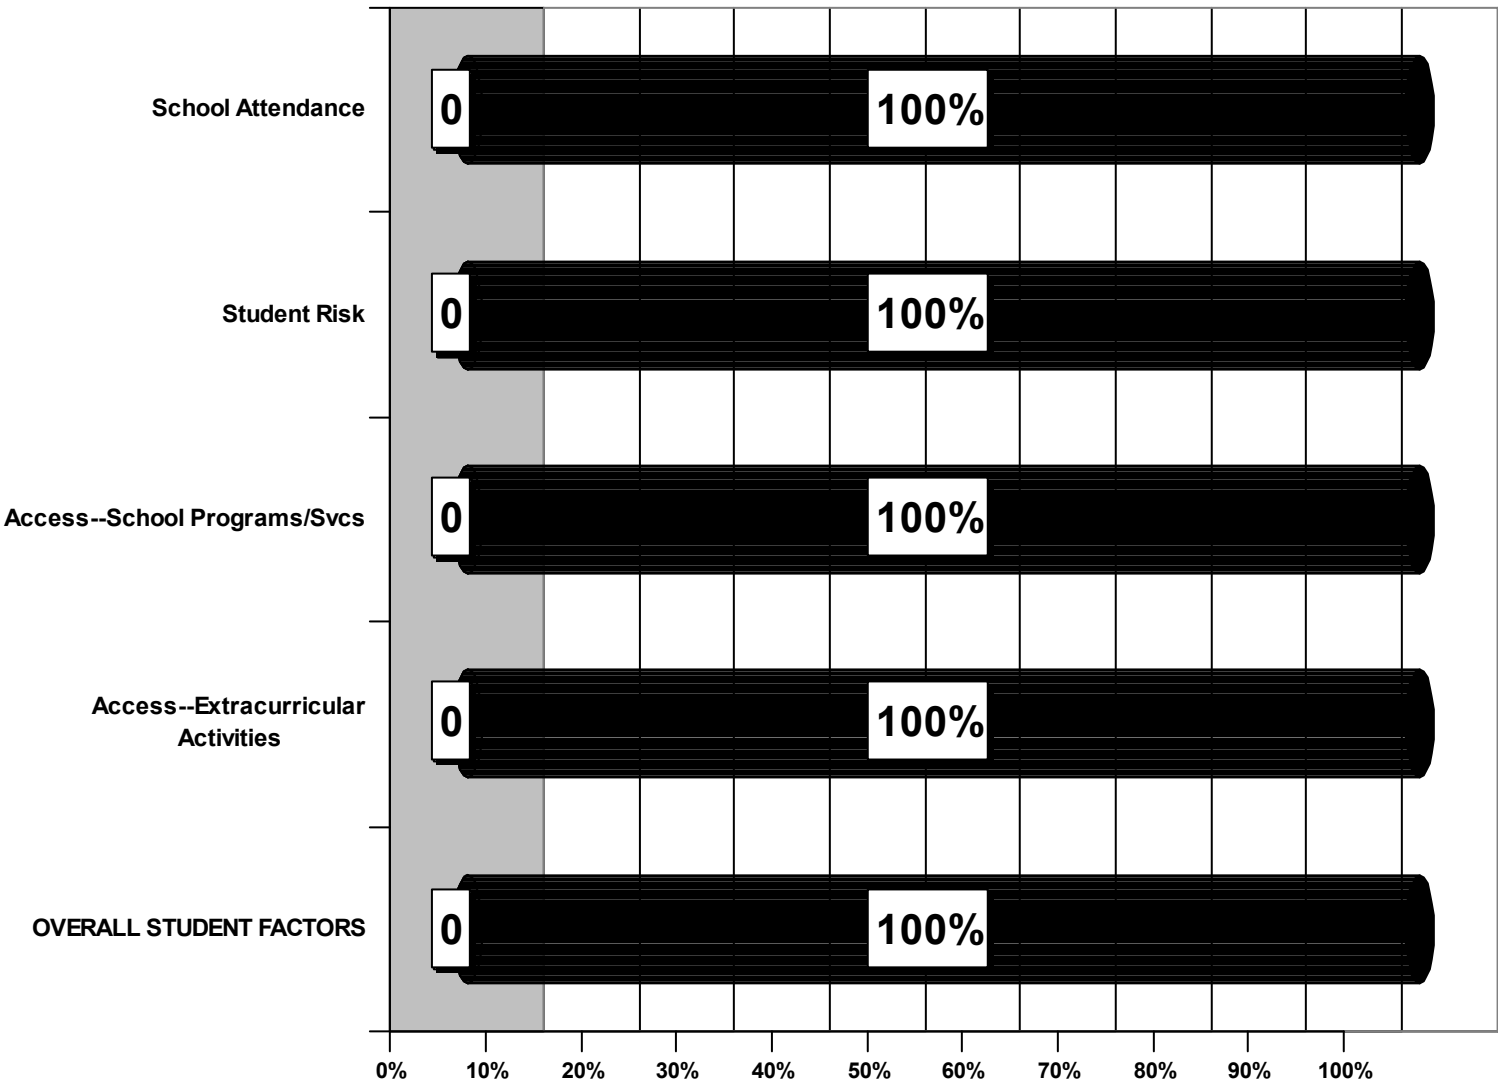 School Attendance
0
100%
Student Risk
0
100%
Access--School Programs/Svcs
0
100%
Access--Extracurricular
Activities
0
100%
OVERALL STUDENT FACTORS
0
100%
0% 10% 20% 30% 40% 50% 60% 70% 80% 90% 100%